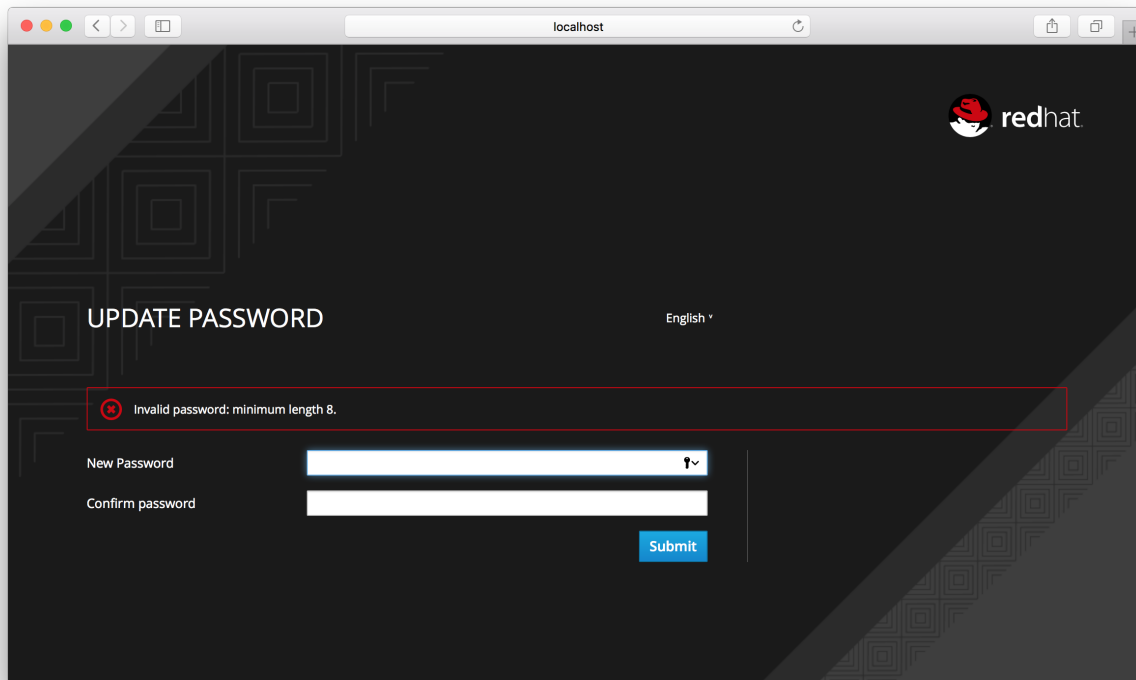 localhost
redhat.
UPDATE PASSWORD
English
Invalid password: minimum length 8.
New Password
Confirm password
Submit